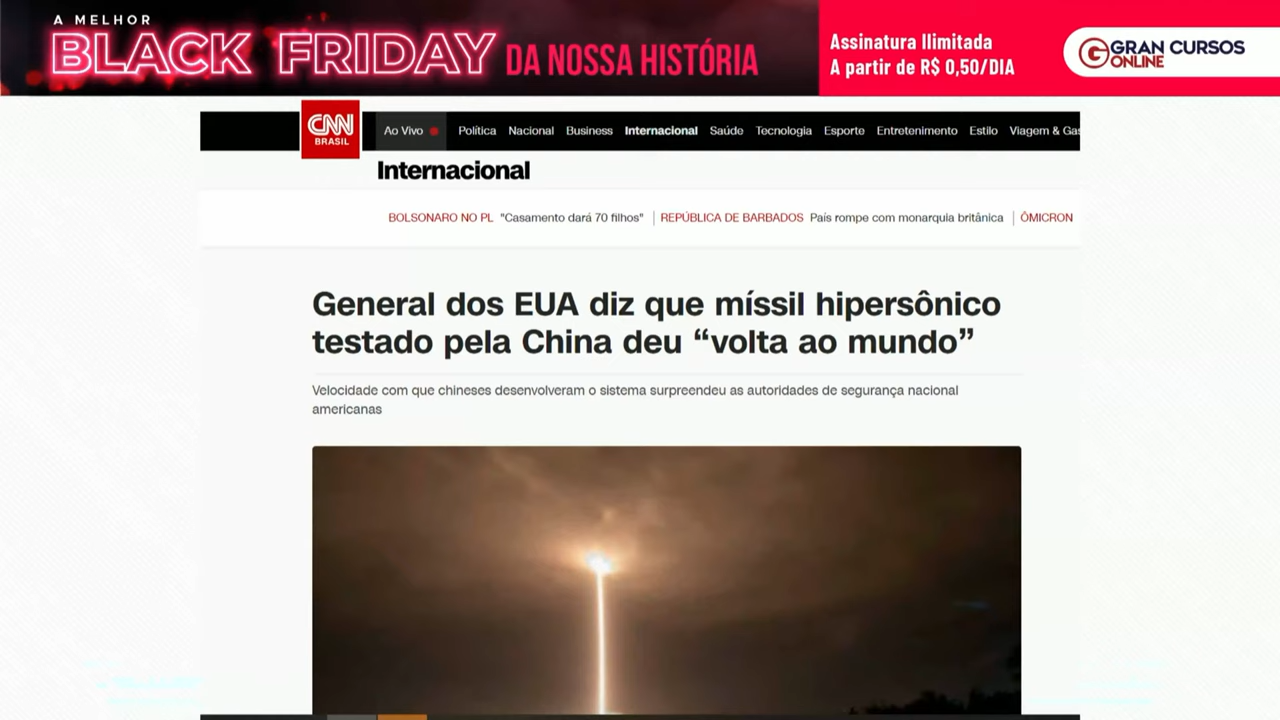 A MELHOR
BLACK FRIDAY DA NOSSA HISTÓRIA
Assinatura Ilimitada
A partir de R$ 0,50/DIA
GRAN CURSOS
ONLINE
CNN
BRASIL
Ao Vivo Política Nacional Business Internacional Saúde Tecnologia Esporte Entretenimento Estilo Viagem & Gas
Internacional
BOLSONARO NO PL "Casamento dará 70 filhos" REPÚBLICA DE BARBADOS País rompe com monarquia britânica ÔMICRON
General dos EUA diz que míssil hipersônico
testado pela China deu “volta ao mundo”
Velocidade com que chineses desenvolveram o sistema surpreendeu as autoridades de segurança nacional
americanas